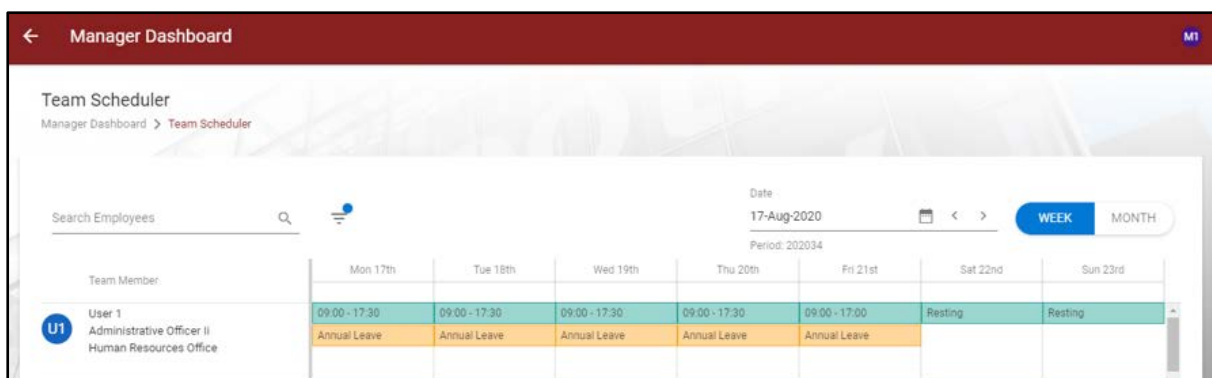 Manager Dashboard
M1
Team Scheduler
Manager Dashboard > Team Scheduler
Date
Search Employees
17-Aug-2020
WEEK
MONTH
Period: 202034
Team Member
Mon 17th
Tue 18th
Wed 19th
Thu 20th
Fri 21st
Sat 22nd
Sun 23rd
U1
User 1
Administrative Officer Ii
Human Resources Office
09:00 - 17:30
09:00 - 17:30
09:00 - 17:30
09:00 - 17:30
09:00 - 17:00
Resting
Resting
Annual Leave
Annual Leave
Annual Leave
Annual Leave
Annual Leave